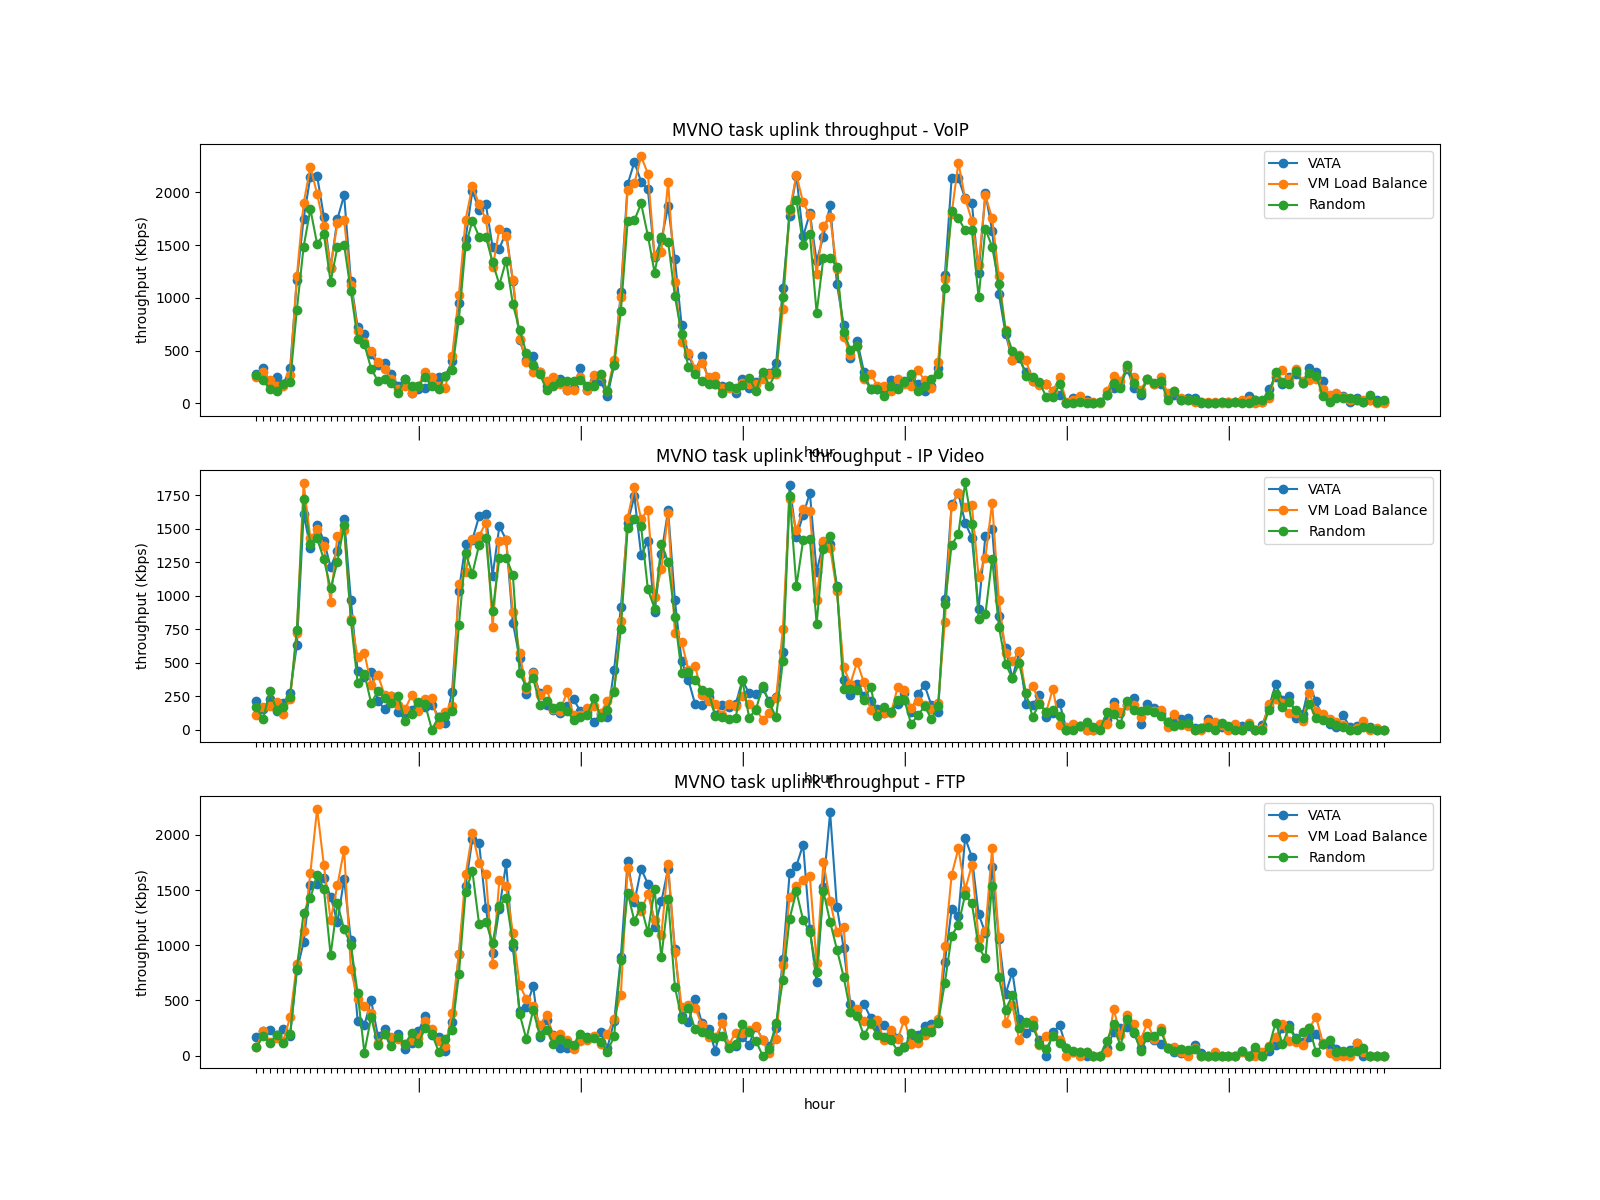 MVNO task uplink throughput - VoIP
throughput (Kbps)
2000
1500
1000
500
0
VATA
VM Load Balance
Random
hour
MVNO task uplink throughput - IP Video
throughput (Kbps)
1750
1500
1250
1000
750
500
250
0
VATA
VM Load Balance
Random
hour
MVNO task uplink throughput - FTP
throughput (Kbps)
2000
1500
1000
500
0
VATA
VM Load Balance
Random
hour